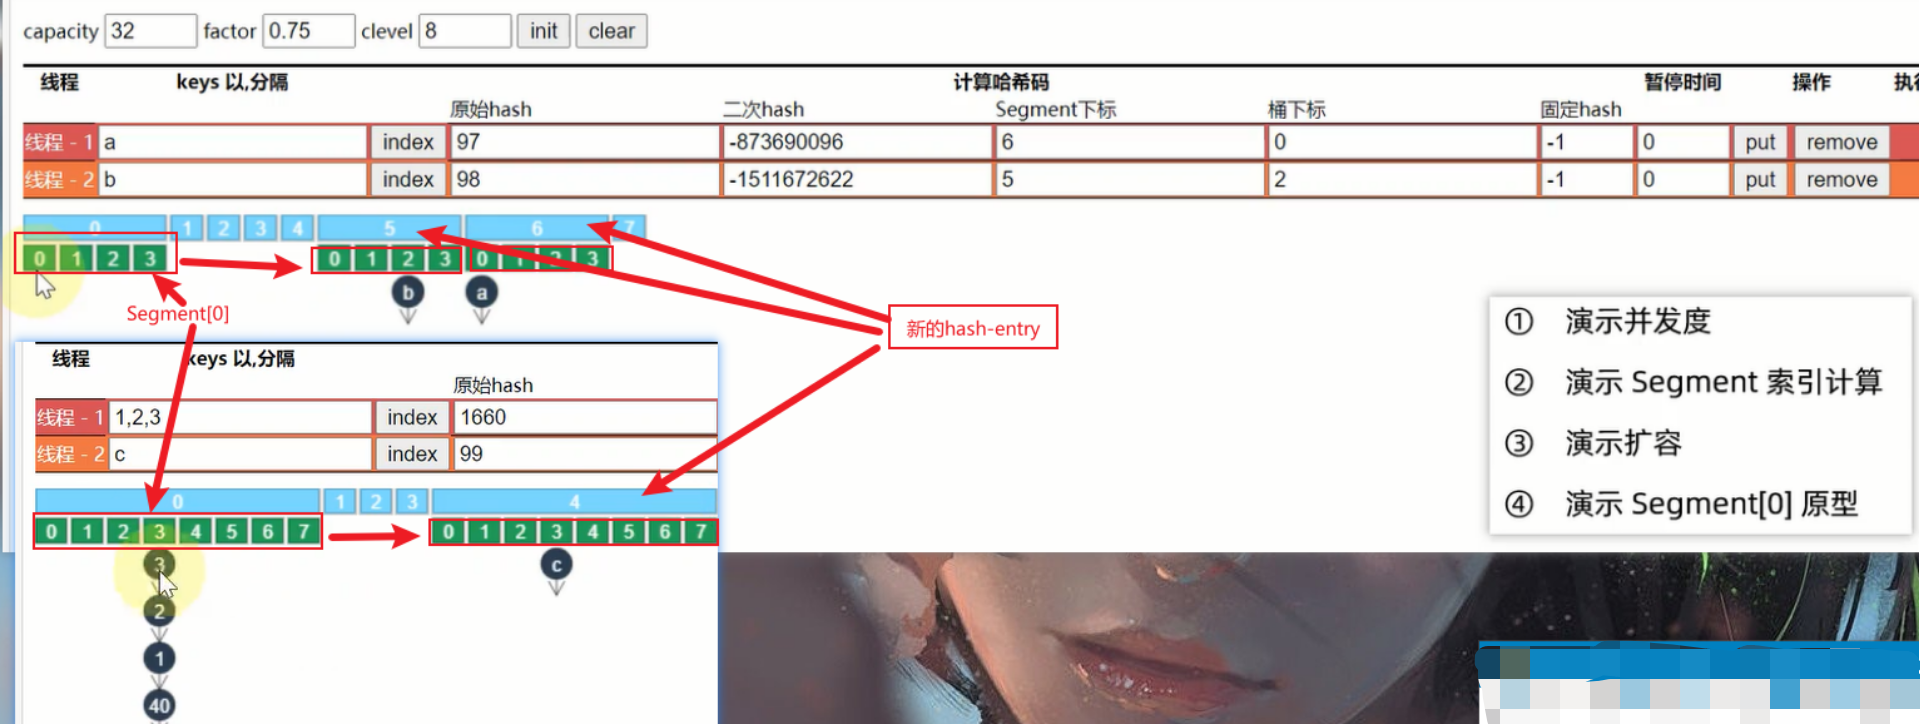 capacity 32 factor 0.75 clevel 8 init clear
线程 keys 以,分隔 计算哈希码 暂停时间 操作
原始hash 二次hash Segment下标 桶下标 固定hash
线程 - 1 a index 97 -873690096 6 0 -1 0 put remove
线程 - 2 b index 98 -1511672622 5 2 -1 0 put remove
0 1 2 3 4 5 6 7
0 1 2 3 0 1 2 3 0 1 2 3
b a
Segment[0]
新的hash-entry
线程 keys 以,分隔
原始hash
线程 - 1 1,2,3 index 1660
线程 - 2 c index 99
0 1 2 3 4
0 1 2 3 4 5 6 7 0 1 2 3 4 5 6 7
3 c
2
1
40
① 演示并发度
② 演示 Segment 索引计算
③ 演示扩容
④ 演示 Segment[0] 原型